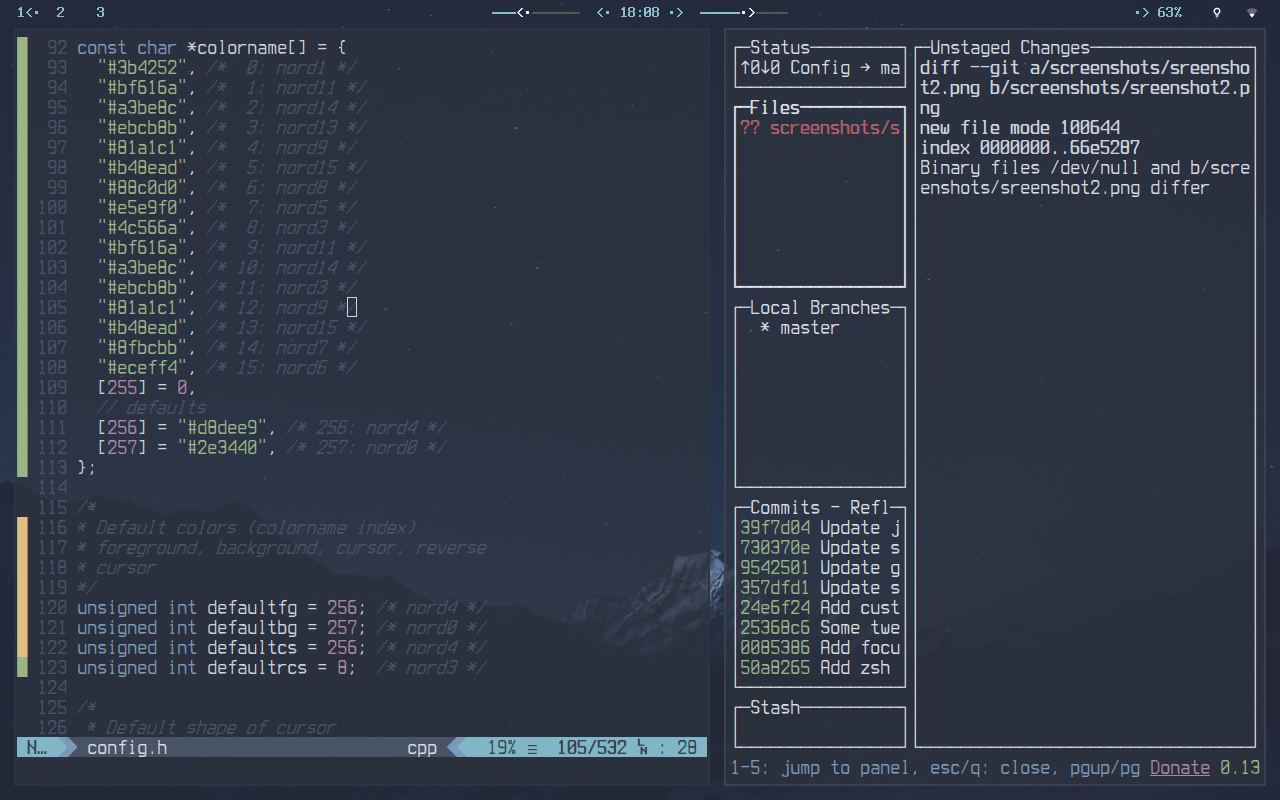 1 2 3 18:08 63%
92 const char *colorname[] = {
93 "#3b4252", /* 0: nord1 */
94 "#bf616a", /* 1: nord11 */
95 "#a3be8c", /* 2: nord14 */
96 "#ebcb8b", /* 3: nord13 */
97 "#81a1c1", /* 4: nord9 */
98 "#b48ead", /* 5: nord15 */
99 "#88c0d0", /* 6: nord8 */
100 "#e5e9f0", /* 7: nord5 */
101 "#4c566a", /* 8: nord3 */
102 "#bf616a", /* 9: nord11 */
103 "#a3be8c", /* 10: nord14 */
104 "#ebcb8b", /* 11: nord3 */
105 "#81a1c1", /* 12: nord9 */
106 "#b48ead", /* 13: nord15 */
107 "#8fbcbb", /* 14: nord7 */
108 "#eceff4", /* 15: nord6 */
109 [255] = 0,
110 // defaults
111 [256] = "#d8dee9", /* 256: nord4 */
112 [257] = "#2e3440", /* 257: nord0 */
113 };
114
115 /*
116 * Default colors (colorname index)
117 * foreground, background, cursor, reverse
118 * cursor
119 */
120 unsigned int defaultfg = 256; /* nord4 */
121 unsigned int defaultbg = 257; /* nord0 */
122 unsigned int defaultcs = 256; /* nord4 */
123 unsigned int defaultrcs = 8; /* nord3 */
124
125 /*
126 * Default shape of cursor
N… config.h cpp 19% ≡ 105/532 ␤ : 28
Status
↑0↓0 Config → ma
Files
?? screenshots/s
Local Branches
* master
Commits - Refl
39f7d04 Update j
730370e Update s
9542501 Update g
357dfd1 Update s
24e6f24 Add cust
25368c6 Some twe
0085386 Add focu
50a8265 Add zsh
Stash
Unstaged Changes
diff --git a/screenshots/sreensho
t2.png b/screenshots/sreenshot2.p
ng
new file mode 100644
index 0000000..66e5287
Binary files /dev/null and b/scre
enshots/sreenshot2.png differ
1-5: jump to panel, esc/q: close, pgup/pg Donate 0.13